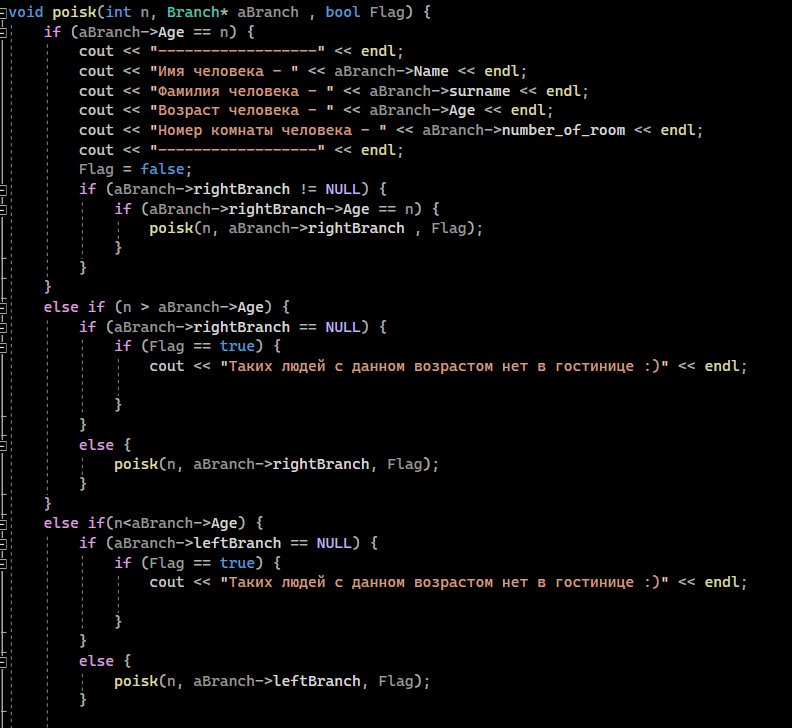 void poisk(int n, Branch* aBranch , bool Flag) {
if (aBranch->Age == n) {
cout << "------------------" << endl;
cout << "Имя человека - " << aBranch->Name << endl;
cout << "Фамилия человека - " << aBranch->surname << endl;
cout << "Возраст человека - " << aBranch->Age << endl;
cout << "Номер комнаты человека - " << aBranch->number_of_room << endl;
cout << "------------------" << endl;
Flag = false;
if (aBranch->rightBranch != NULL) {
if (aBranch->rightBranch->Age == n) {
poisk(n, aBranch->rightBranch , Flag);
}
}
}
else if (n > aBranch->Age) {
if (aBranch->rightBranch == NULL) {
if (Flag == true) {
cout << "Таких людей с данном возрастом нет в гостинице :)" << endl;
}
}
else {
poisk(n, aBranch->rightBranch, Flag);
}
}
else if(n<aBranch->Age) {
if (aBranch->leftBranch == NULL) {
if (Flag == true) {
cout << "Таких людей с данном возрастом нет в гостинице :)" << endl;
}
}
else {
poisk(n, aBranch->leftBranch, Flag);
}